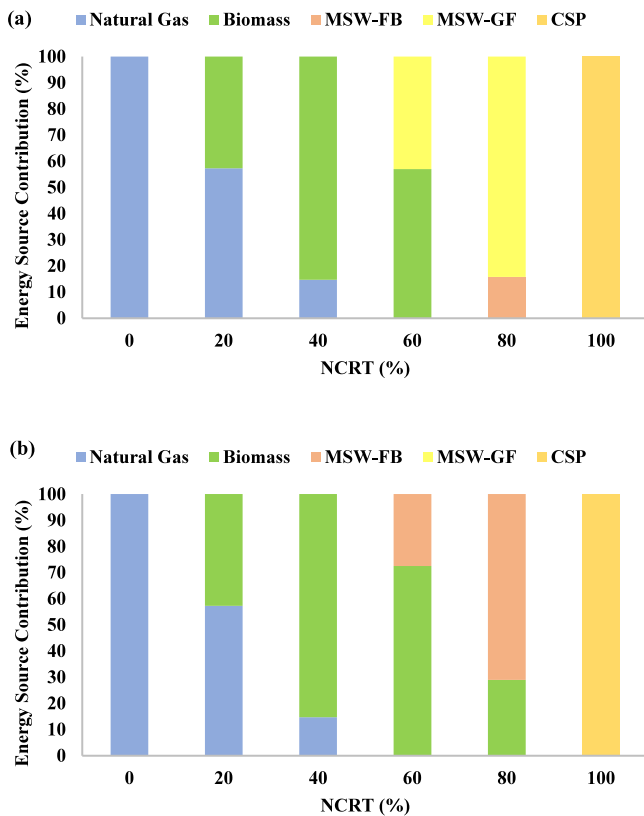 (a)
Natural Gas Biomass MSW-FB MSW-GF CSP
Energy Source Contribution (%)
100
90
80
70
60
50
40
30
20
10
0
0 20 40 60 80 100
NCRT (%)
(b)
Natural Gas Biomass MSW-FB MSW-GF CSP
Energy Source Contribution (%)
100
90
80
70
60
50
40
30
20
10
0
0 20 40 60 80 100
NCRT (%)